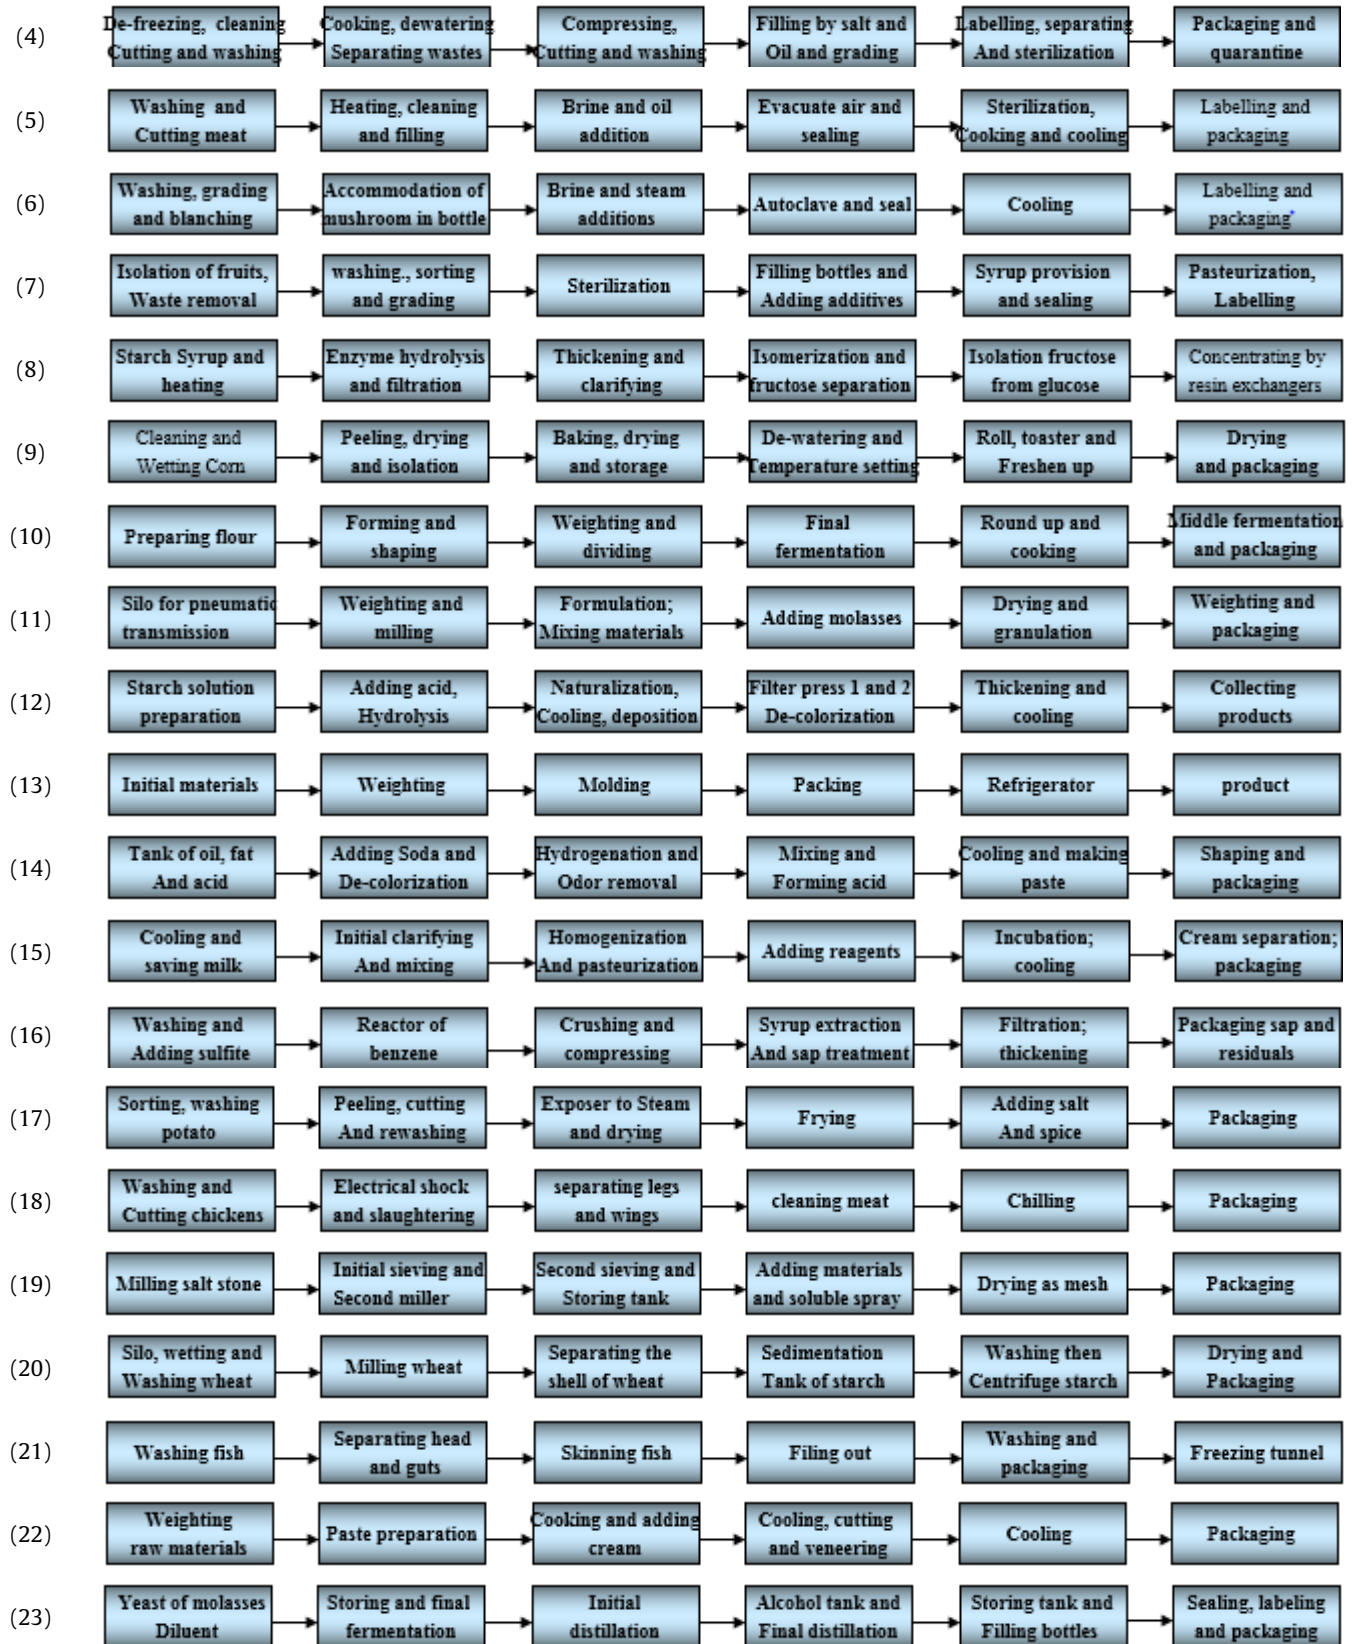 (4)
De-freezing, cleaning
Cutting and washing
Cooking, dewatering
Separating wastes
Compressing,
Cutting and washing
Filling by salt and
Oil and grading
Labelling, separating
And sterilization
Packaging and
quarantine
(5)
Washing and
Cutting meat
Heating, cleaning
and filling
Brine and oil
addition
Evacuate air and
sealing
Sterilization,
Cooking and cooling
Labelling and
packaging
(6)
Washing, grading
and blanching
Accommodation of
mushroom in bottle
Brine and steam
additions
Autoclave and seal
Cooling
Labelling and
packaging
(7)
Isolation of fruits,
Waste removal
washing., sorting
and grading
Sterilization
Filling bottles and
Adding additives
Syrup provision
and sealing
Pasteurization,
Labelling
(8)
Starch Syrup and
heating
Enzyme hydrolysis
and filtration
Thickening and
clarifying
Isomerization and
fructose separation
Isolation fructose
from glucose
Concentrating by
resin exchangers
(9)
Cleaning and
Wetting Corn
Peeling, drying
and isolation
Baking, drying
and storage
De-watering and
Temperature setting
Roll, toaster and
Freshen up
Drying
and packaging
(10)
Preparing flour
Forming and
shaping
Weighting and
dividing
Final
fermentation
Round up and
cooking
Middle fermentation
and packaging
(11)
Silo for pneumatic
transmission
Weighting and
milling
Formulation;
Mixing materials
Adding molasses
Drying and
granulation
Weighting and
packaging
(12)
Starch solution
preparation
Adding acid,
Hydrolysis
Naturalization,
Cooling, deposition
Filter press 1 and 2
De-colorization
Thickening and
cooling
Collecting
products
(13)
Initial materials
Weighting
Molding
Packing
Refrigerator
product
(14)
Tank of oil, fat
And acid
Adding Soda and
De-colorization
Hydrogenation and
Odor removal
Mixing and
Forming acid
Cooling and making
paste
Shaping and
packaging
(15)
Cooling and
saving milk
Initial clarifying
And mixing
Homogenization
And pasteurization
Adding reagents
Incubation;
cooling
Cream separation;
packaging
(16)
Washing and
Adding sulfite
Reactor of
benzene
Crushing and
compressing
Syrup extraction
And sap treatment
Filtration;
thickening
Packaging sap and
residuals
(17)
Sorting, washing
potato
Peeling, cutting
And rewashing
Exposer to Steam
and drying
Frying
Adding salt
And spice
Packaging
(18)
Washing and
Cutting chickens
Electrical shock
and slaughtering
separating legs
and wings
cleaning meat
Chilling
Packaging
(19)
Milling salt stone
Initial sieving and
Second miller
Second sieving and
Storing tank
Adding materials
and soluble spray
Drying as mesh
Packaging
(20)
Silo, wetting and
Washing wheat
Milling wheat
Separating the
shell of wheat
Sedimentation
Tank of starch
Washing then
Centrifuge starch
Drying and
Packaging
(21)
Washing fish
Separating head
and guts
Skinning fish
Filing out
Washing and
packaging
Freezing tunnel
(22)
Weighting
raw materials
Paste preparation
Cooking and adding
cream
Cooling, cutting
and veneering
Cooling
Packaging
(23)
Yeast of molasses
Diluent
Storing and final
fermentation
Initial
distillation
Alcohol tank and
Final distillation
Storing tank and
Filling bottles
Sealing, labeling
and packaging